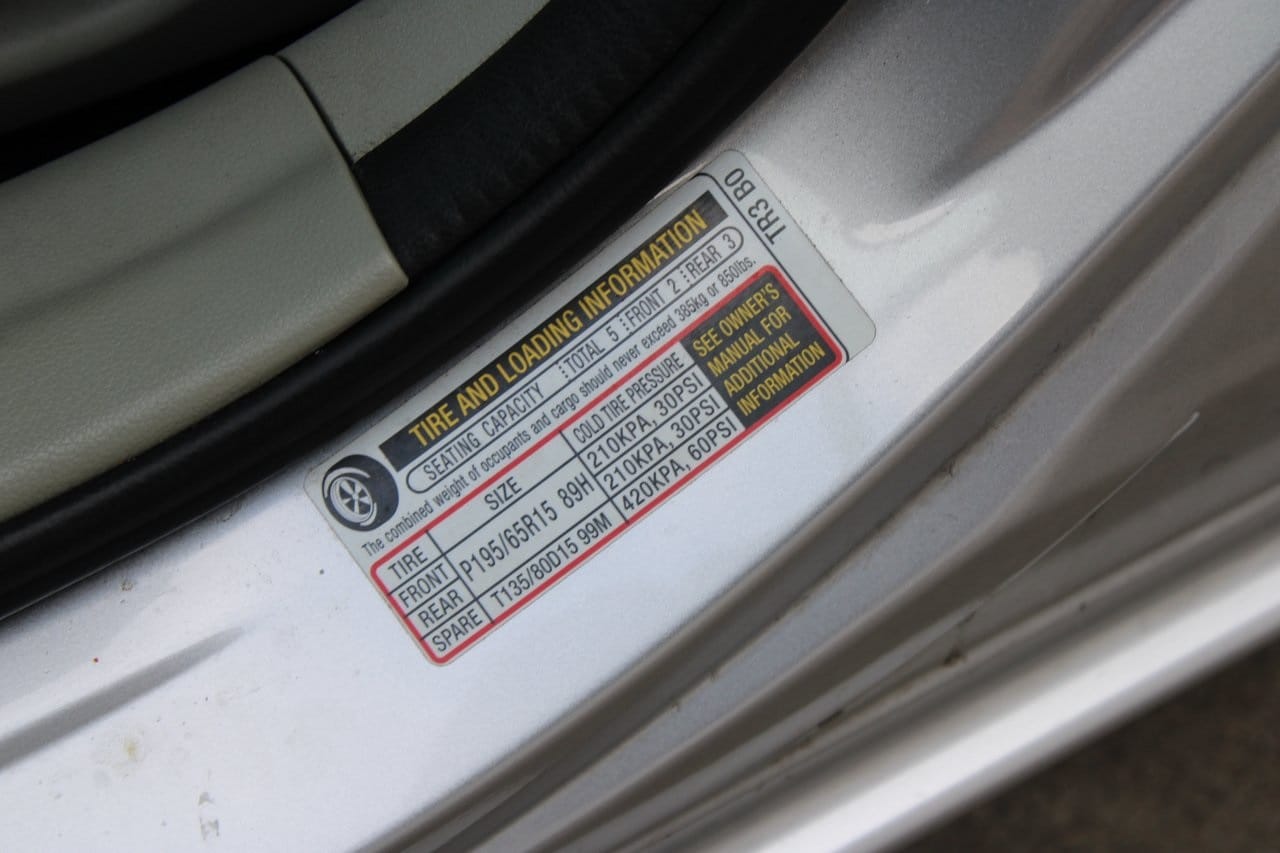 TR3 B0
TIRE AND LOADING INFORMATION
SEATING CAPACITY TOTAL 5 FRONT 2 REAR 3
The combined weight of occupants and cargo should never exceed 385kg or 850lbs.
TIRE SIZE COLD TIRE PRESSURE
FRONT P195/65R15 89H 210KPA, 30PSI
REAR 210KPA, 30PSI
SPARE T135/80D15 99M 420KPA, 60PSI
SEE OWNER'S
MANUAL FOR
ADDITIONAL
INFORMATION